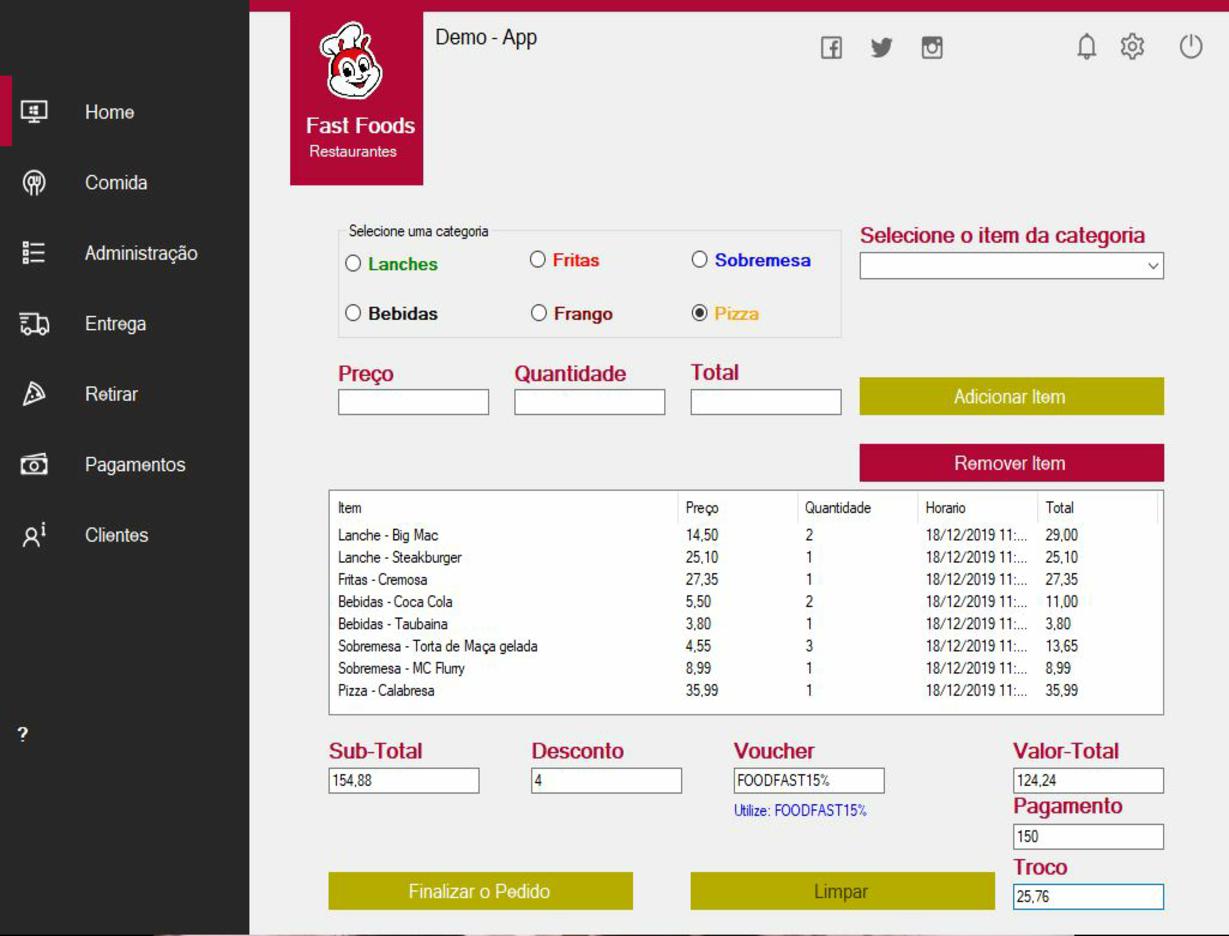 Demo - App
Fast Foods
Restaurantes
Home
Comida
Administração
Entrega
Retirar
Pagamentos
Clientes
?
Selecione uma categoria
Lanches
Fritas
Sobremesa
Bebidas
Frango
Pizza
Selecione o item da categoria
Preço
Quantidade
Total
Adicionar Item
Remover Item
Item Preço Quantidade Horario Total
Lanche - Big Mac 14,50 2 18/12/2019 11:... 29,00
Lanche - Steakburger 25,10 1 18/12/2019 11:... 25,10
Fritas - Cremosa 27,35 1 18/12/2019 11:... 27,35
Bebidas - Coca Cola 5,50 2 18/12/2019 11:... 11,00
Bebidas - Taubaina 3,80 1 18/12/2019 11:... 3,80
Sobremesa - Torta de Maça gelada 4,55 3 18/12/2019 11:... 13,65
Sobremesa - MC Flurry 8,99 1 18/12/2019 11:... 8,99
Pizza - Calabresa 35,99 1 18/12/2019 11:... 35,99
Sub-Total
154,88
Desconto
4
Voucher
FOODFAST15%
Utilize: FOODFAST15%
Valor-Total
124,24
Pagamento
150
Troco
25,76
Finalizar o Pedido
Limpar